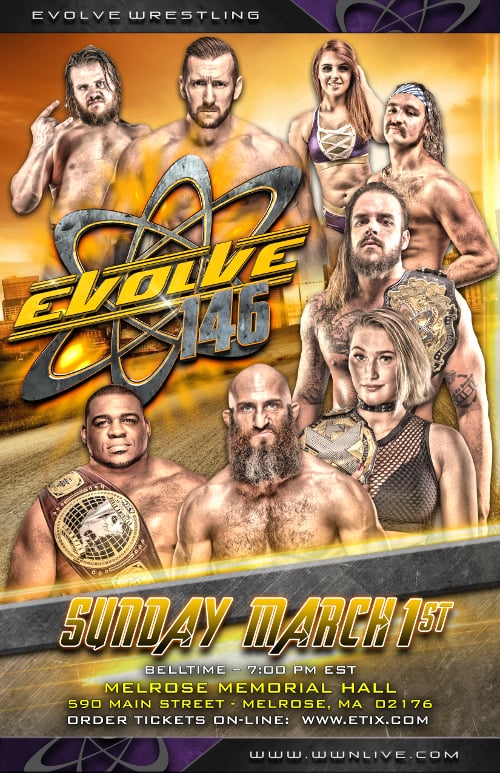 EVOLVE WRESTLING
EVOLVE
146
SUNDAY MARCH 1ST
BELLTIME – 7:00 PM EST
MELROSE MEMORIAL HALL
590 MAIN STREET - MELROSE, MA 02176
ORDER TICKETS ON-LINE: WWW.ETIX.COM
WWW.WWNLIVE.COM